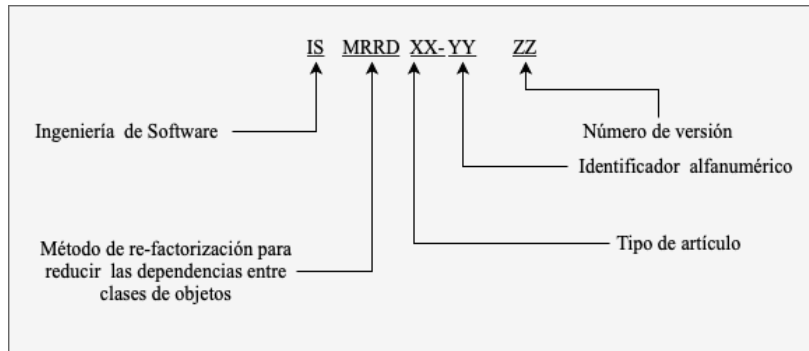 IS MRRD XX- YY ZZ
Ingeniería de Software
Número de versión
Identificador alfanumérico
Tipo de artículo
Método de re-factorización para
reducir las dependencias entre
clases de objetos